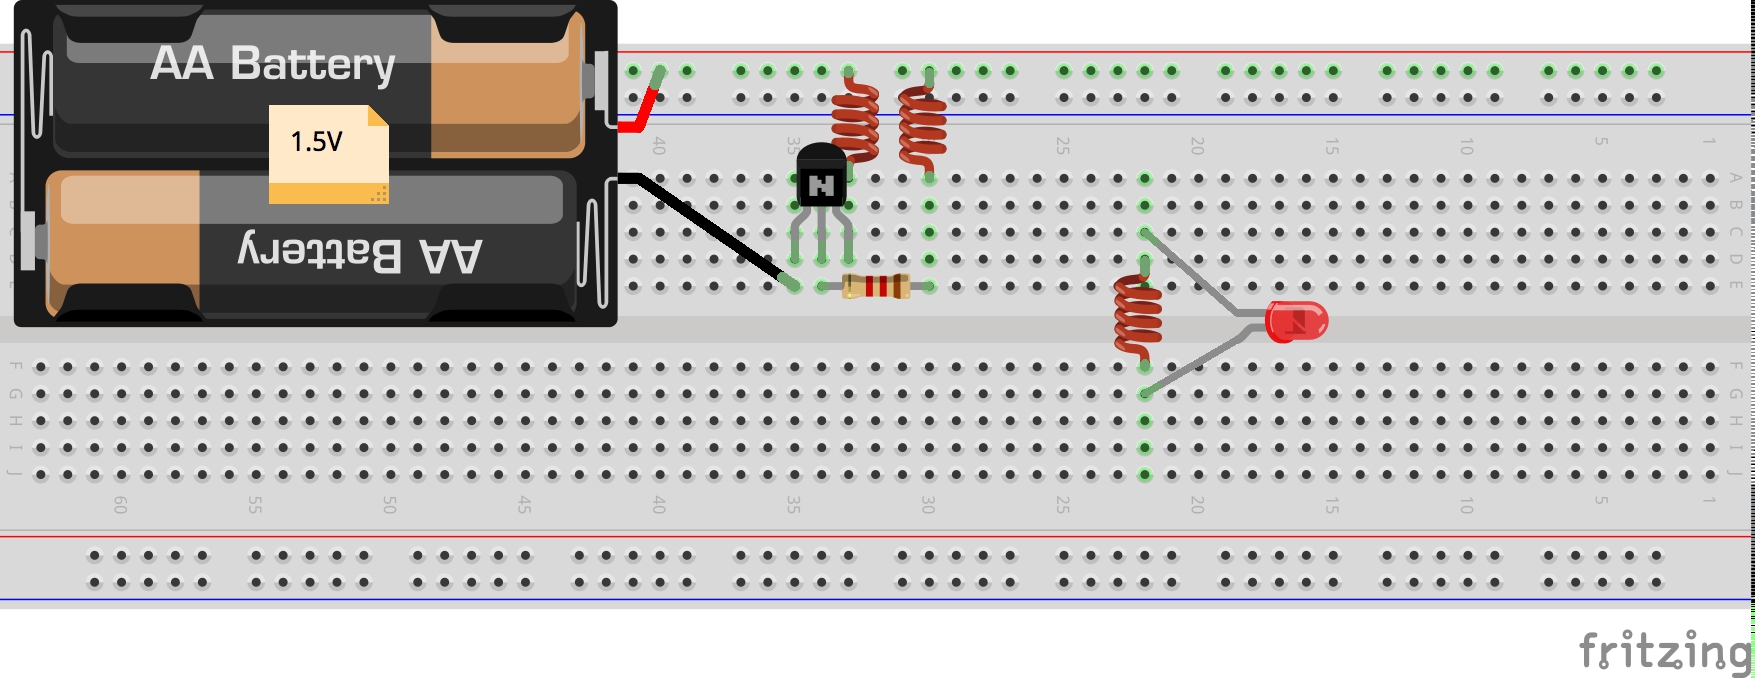 AA Battery
1.5V
AA Battery
40 35 30 25 20 15 10 5 1
A A
B B
C C
D D
E E
F F
G G
H H
I I
J J
60 55 50 45 40 35 30 25 20 15 10 5 1
fritzing